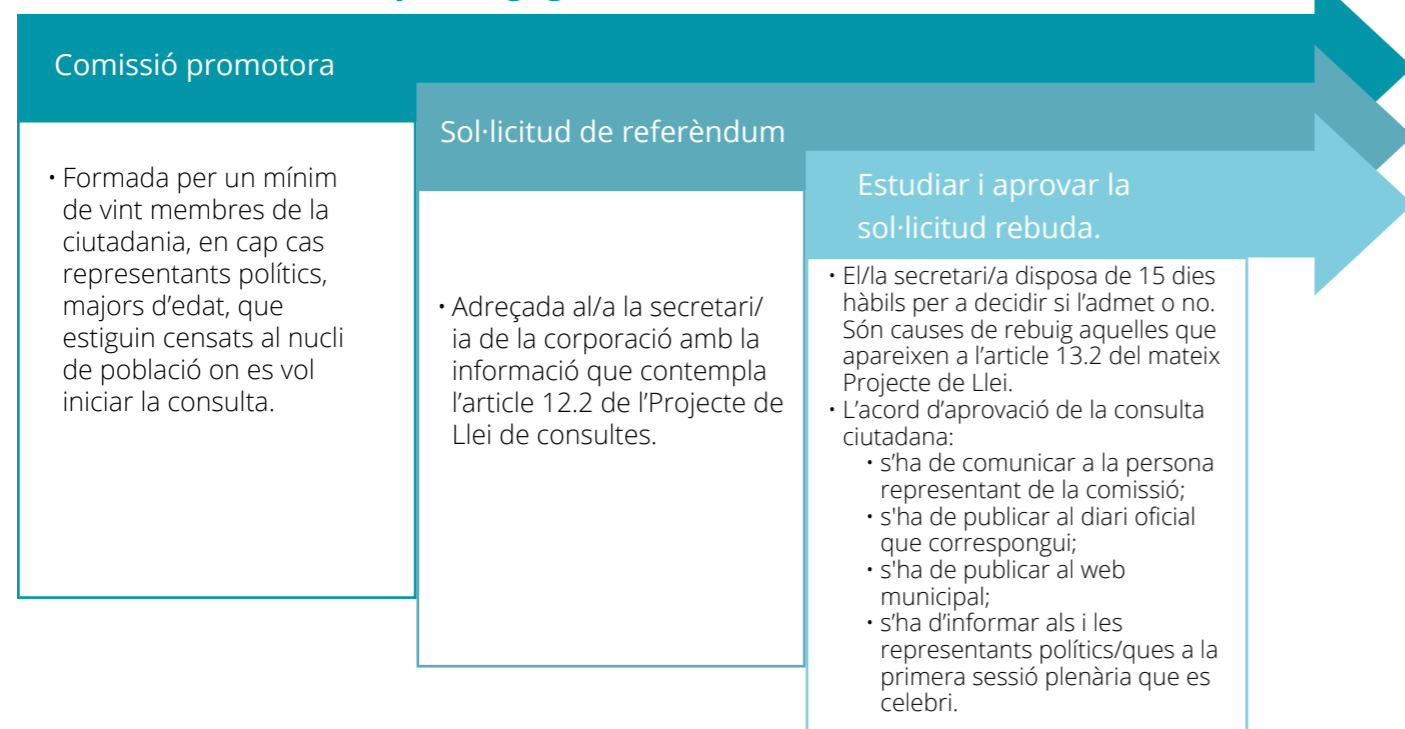 Comissió promotora
• Formada per un mínim
de vint membres de la
ciutadania, en cap cas
representants polítics,
majors d’edat, que
estiguin censats al nucli
de població on es vol
iniciar la consulta.
Sol·licitud de referèndum
• Adreçada al/a la secretari/
ia de la corporació amb la
informació que contempla
l’article 12.2 de l’Projecte de
Llei de consultes.
Estudiar i aprovar la
sol·licitud rebuda.
• El/la secretari/a disposa de 15 dies
hàbils per a decidir si l’admet o no.
Són causes de rebuig aquelles que
apareixen a l’article 13.2 del mateix
Projecte de Llei.
• L’acord d’aprovació de la consulta
ciutadana:
• s’ha de comunicar a la persona
representant de la comissió;
• s'ha de publicar al diari oficial
que correspongui;
• s'ha de publicar al web
municipal;
• s’ha d’informar als i les
representants polítics/ques a la
primera sessió plenària que es
celebri.